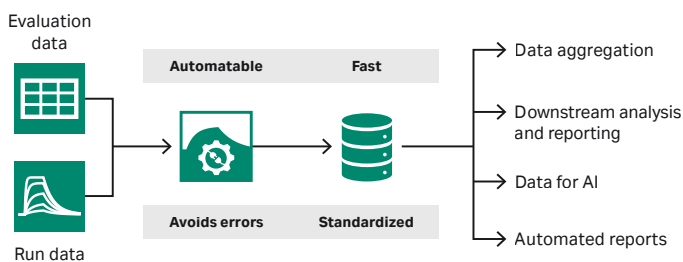 Evaluation
data
Automatable
Fast
Avoids errors
Standardized
Run data
Data aggregation
Downstream analysis
and reporting
Data for AI
Automated reports